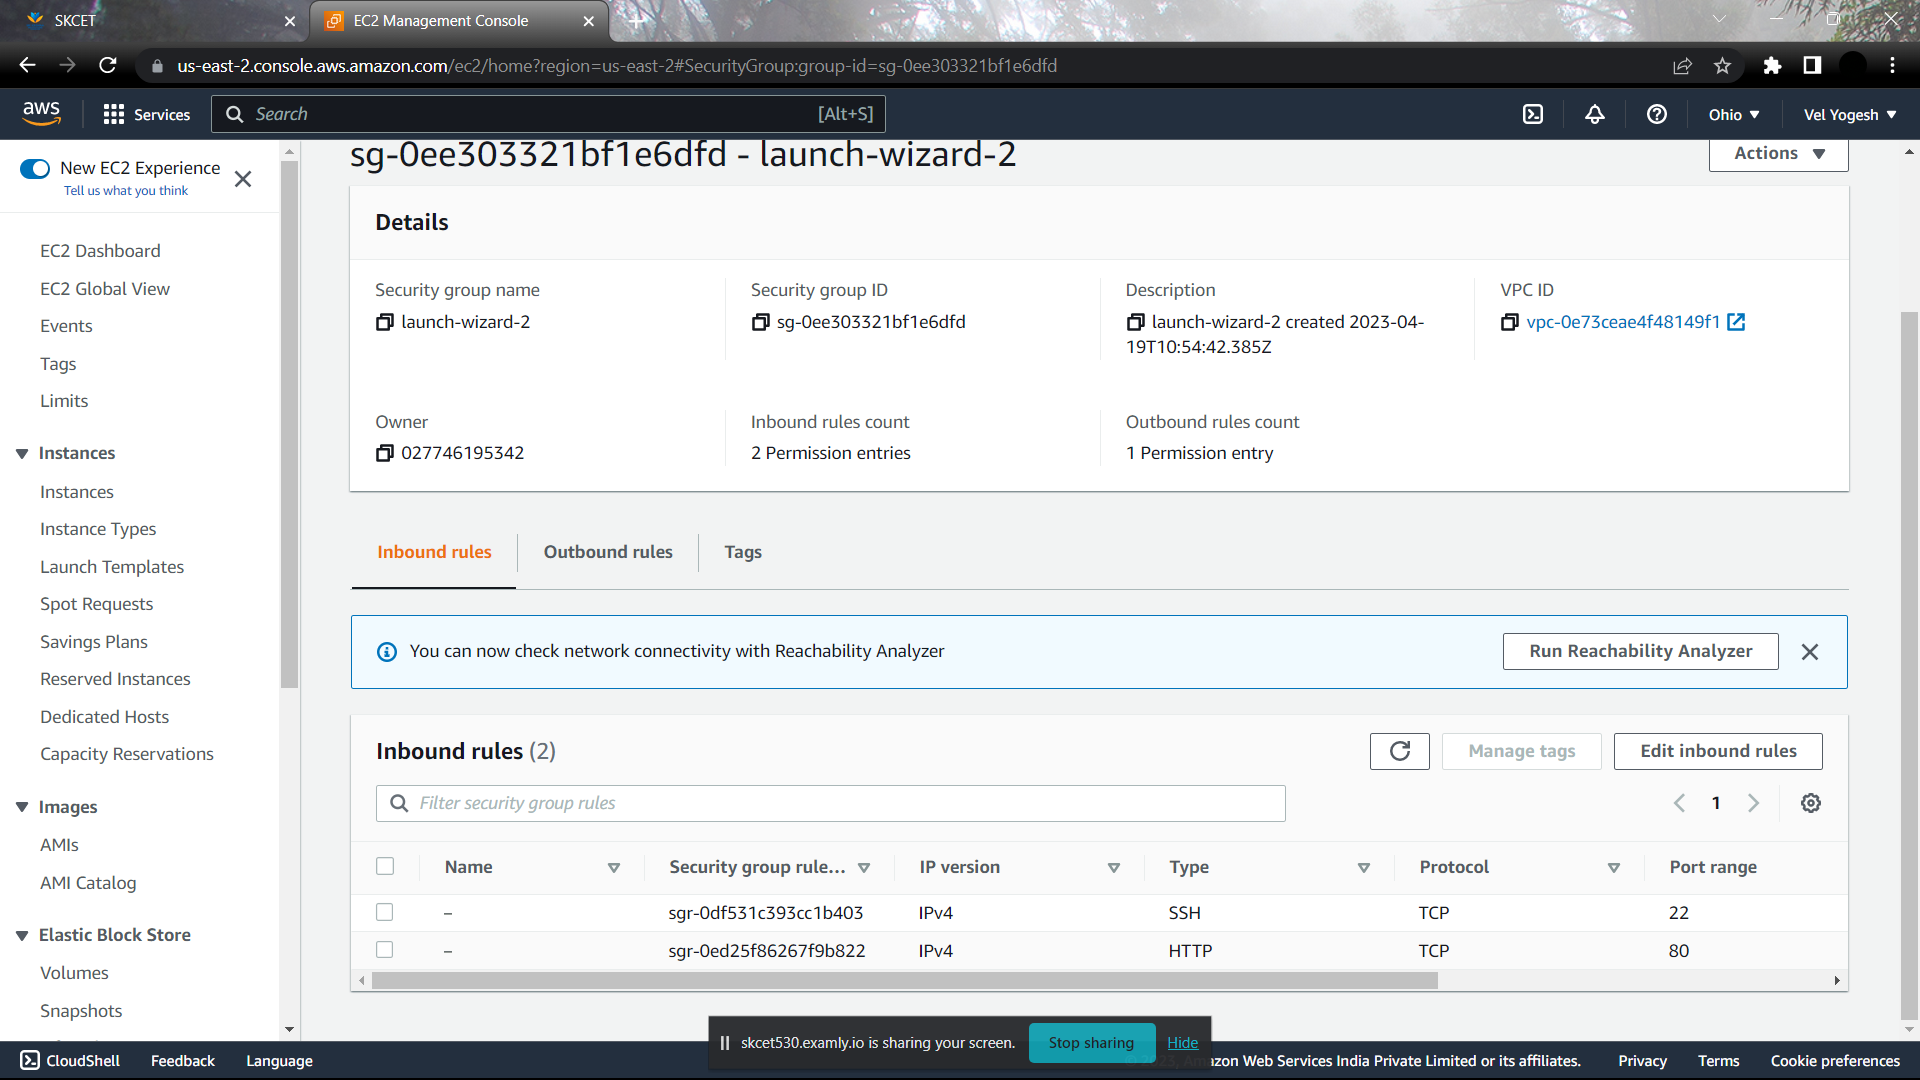 SKCET
EC2 Management Console
us-east-2.console.aws.amazon.com/ec2/home?region=us-east-2#SecurityGroup:group-id=sg-0ee303321bf1e6dfd
aws
Services
Search
[Alt+S]
Ohio
Vel Yogesh
New EC2 Experience
Tell us what you think
EC2 Dashboard
EC2 Global View
Events
Tags
Limits
Instances
Instances
Instance Types
Launch Templates
Spot Requests
Savings Plans
Reserved Instances
Dedicated Hosts
Capacity Reservations
Images
AMIs
AMI Catalog
Elastic Block Store
Volumes
Snapshots
sg-0ee303321bf1e6dfd - launch-wizard-2
Actions
Details
Security group name
launch-wizard-2
Security group ID
sg-0ee303321bf1e6dfd
Description
launch-wizard-2 created 2023-04-
19T10:54:42.385Z
VPC ID
vpc-0e73ceae4f48149f1
Owner
027746195342
Inbound rules count
2 Permission entries
Outbound rules count
1 Permission entry
Inbound rules
Outbound rules
Tags
You can now check network connectivity with Reachability Analyzer
Run Reachability Analyzer
Inbound rules (2)
Manage tags
Edit inbound rules
Filter security group rules
1
Name Security group rule... IP version Type Protocol Port range
– sgr-0df531c393cc1b403 IPv4 SSH TCP 22
– sgr-0ed25f86267f9b822 IPv4 HTTP TCP 80
skcet530.examly.io is sharing your screen.
Stop sharing
Hide
CloudShell
Feedback
Language
zon Web Services India Private Limited or its affiliates.
Privacy
Terms
Cookie preferences